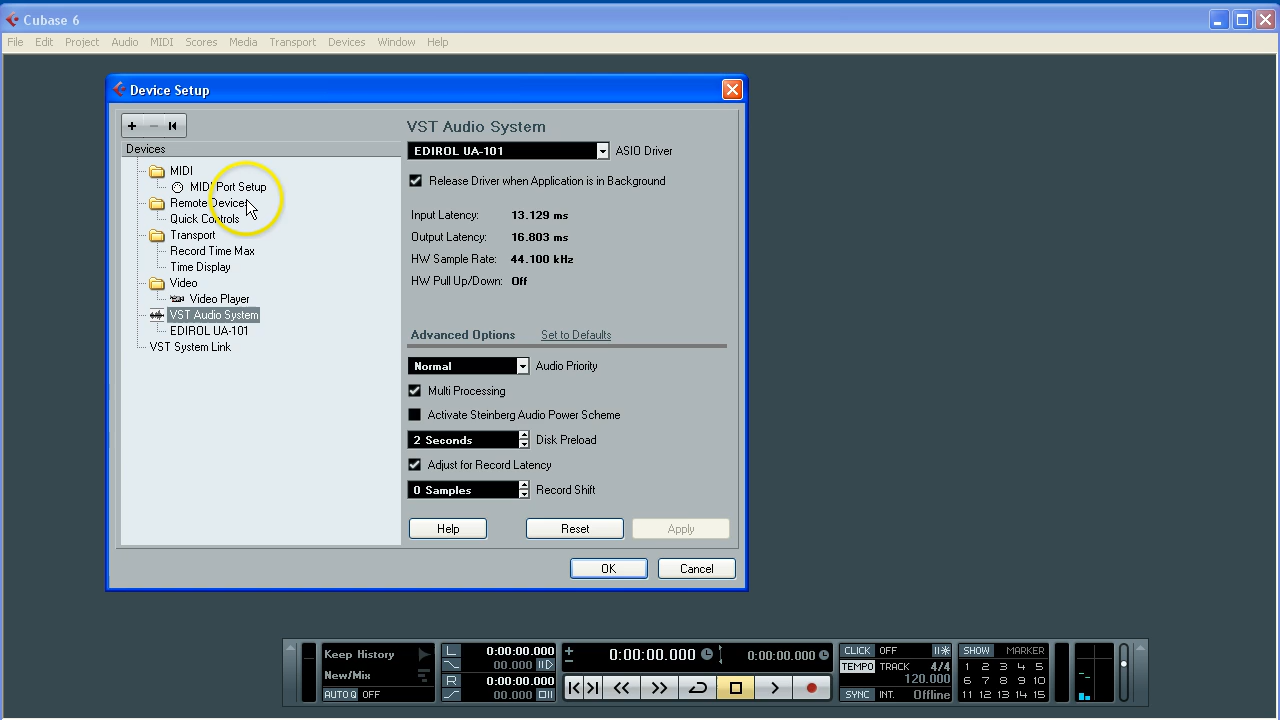 Cubase 6
File Edit Project Audio MIDI Scores Media Transport Devices Window Help
Device Setup
Devices
MIDI
MIDI Port Setup
Remote Devices
Quick Controls
Transport
Record Time Max
Time Display
Video
Video Player
VST Audio System
EDIROL UA-101
VST System Link
VST Audio System
EDIROL UA-101 ASIO Driver
Release Driver when Application is in Background
Input Latency: 13.129 ms
Output Latency: 16.803 ms
HW Sample Rate: 44.100 kHz
HW Pull Up/Down: Off
Advanced Options Set to Defaults
Normal Audio Priority
Multi Processing
Activate Steinberg Audio Power Scheme
2 Seconds Disk Preload
Adjust for Record Latency
0 Samples Record Shift
Help Reset Apply
OK Cancel
Keep History
New/Mix
AUTO Q OFF
L 0:00:00.000
00.000
R 0:00:00.000
00.000
0:00:00.000 0:00:00.000
CLICK OFF
TEMPO TRACK 4/4
120.000
SYNC INT. Offline
SHOW MARKER
1 2 3 4 5
6 7 8 9 10
11 12 13 14 15